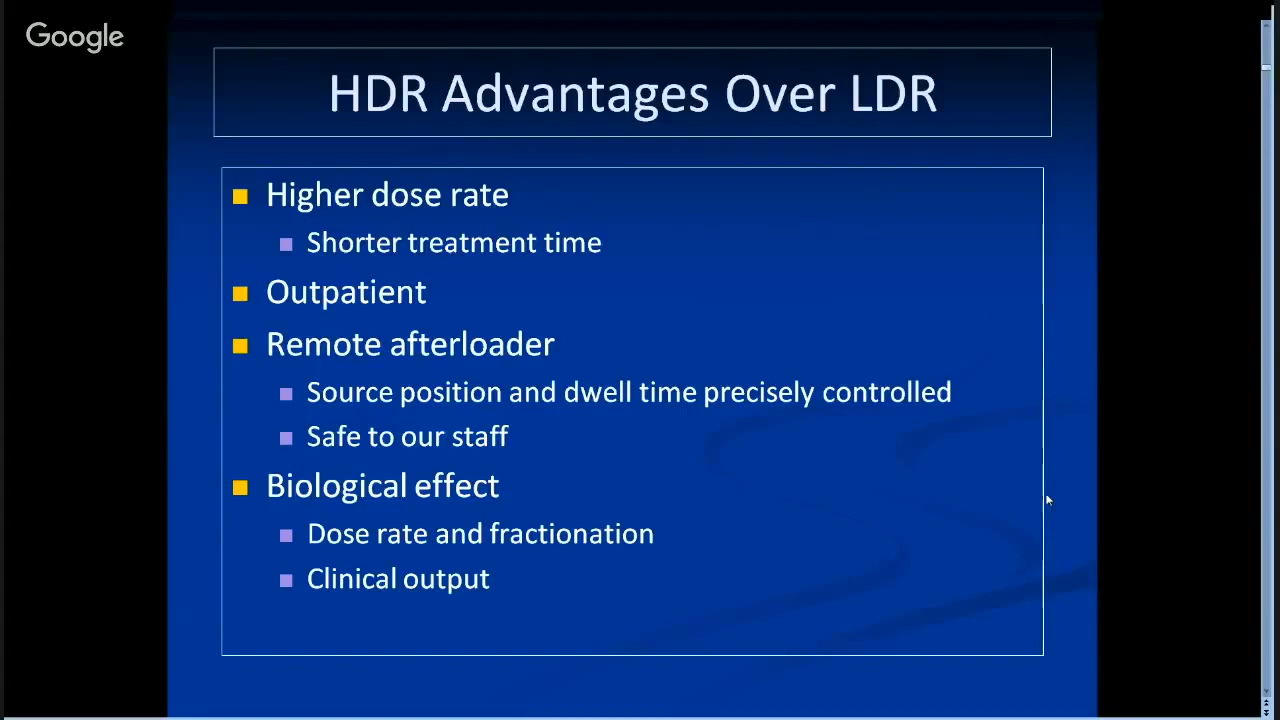 Google
HDR Advantages Over LDR
Higher dose rate
Shorter treatment time
Outpatient
Remote afterloader
Source position and dwell time precisely controlled
Safe to our staff
Biological effect
Dose rate and fractionation
Clinical output